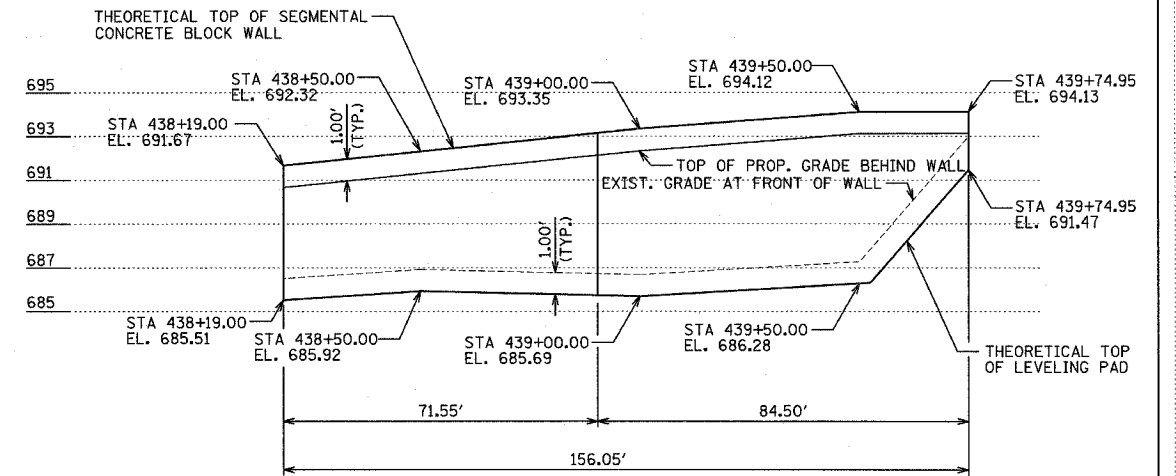 THEORETICAL TOP OF SEGMENTAL
CONCRETE BLOCK WALL
STA 439+50.00
EL. 694.12
STA 438+50.00
EL. 692.32
STA 439+00.00
EL. 693.35
STA 439+74.95
EL. 694.13
695
STA 438+19.00
EL. 691.67
1.00'
(TYP.)
693
TOP OF PROP. GRADE BEHIND WALL
691
EXIST. GRADE AT FRONT OF WALL
STA 439+74.95
EL. 691.47
689
1.00'
(TYP.)
687
685
STA 438+19.00
EL. 685.51
STA 438+50.00
EL. 685.92
STA 439+00.00
EL. 685.69
STA 439+50.00
EL. 686.28
THEORETICAL TOP
OF LEVELING PAD
71.55'
84.50'
156.05'